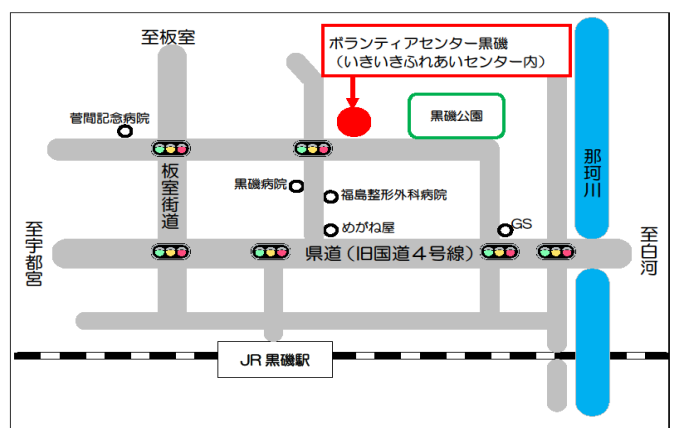 至板室
ボランティアセンター黒磯
（いきいきふれあいセンター内）
菅間記念病院
黒磯公園
那珂川
板室街道
黒磯病院
福島整形外科病院
めがね屋
GS
至宇都宮
県道（旧国道４号線）
至白河
JR 黒磯駅